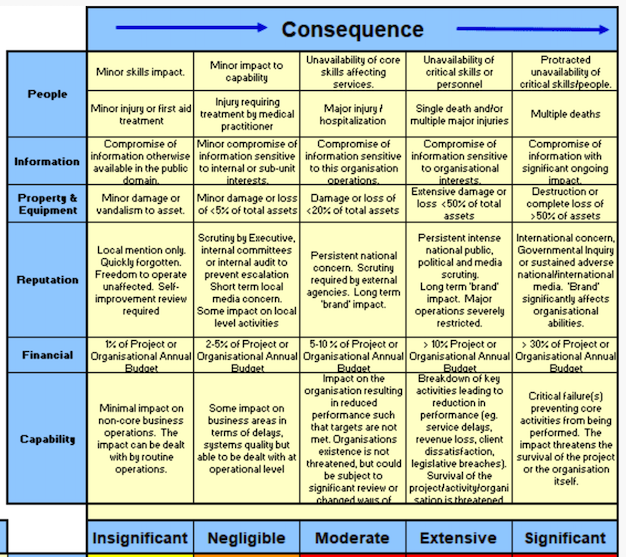 Consequence
People
Minor skills impact.
Minor impact to
capability
Unavailability of core
skills affecting
services.
Unavailability of
critical skills or
personnel
Protracted
unavailability of
critical skills/people.
Minor injury or first aid
treatment
Injury requiring
treatment by medical
practitioner
Major injury /
hospitalization
Single death and/or
multiple major injuries
Multiple deaths
Information
Compromise of
information otherwise
available in the public
domain.
Minor compromise of
information sensitive
to internal or sub-unit
interests.
Compromise of
information sensitive
to this organisation
operations.
Compromise of
information sensitive
to organisational
interests.
Compromise of
information with
significant ongoing
impact.
Property &
Equipment
Minor damage or
vandalism to asset.
Minor damage or loss
of <5% of total assets
Damage or loss of
<20% of total assets
Extensive damage or
loss <50% of total
assets
Destruction or
complete loss of
>50% of assets
Reputation
Local mention only.
Quickly forgotten.
Freedom to operate
unaffected. Self-
improvement review
required
Scrutiny by Executive,
internal committees
or internal audit to
prevent escalation
Short term local
media concern.
Some impact on local
level activities
Persistent national
concern. Scrutiny
required by external
agencies. Long term
'brand' impact.
Persistent intense
national public,
political and media
scrutiny.
Long term 'brand'
impact. Major
operations severely
restricted.
International concern,
Governmental Inquiry
or sustained adverse
national/international
media. 'Brand'
significantly affects
organisational
abilities.
Financial
1% of Project or
Organisational Annual
Budget
2-5% of Project or
Organisational Annual
Budget
5-10 % of Project or
Organisational Annual
Budget
> 10% of Project or
Organisational Annual
Budget
> 30% of Project or
Organisational Annual
Budget
Capability
Minimal impact on
non-core business
operations. The
impact can be dealt
with by routine
operations.
Some impact on
business areas in
terms of delays,
systems quality but
able to be dealt with at
operational level
Impact on the
organisation resulting
in reduced
performance such
that targets are not
met. Organisations
existence is not
threatened, but could
be subject to
significant review or
changed ways of
Breakdown of key
activities leading to
reduction in
performance (eg.
service delays,
revenue loss, client
dissatisfaction,
legislative breaches).
Survival of the
project/activity/organi
sation is threatened
Critical failure(s)
preventing core
activities from being
performed. The
impact threatens the
survival of the project
or the organisation
itself.
Insignificant
Negligible
Moderate
Extensive
Significant